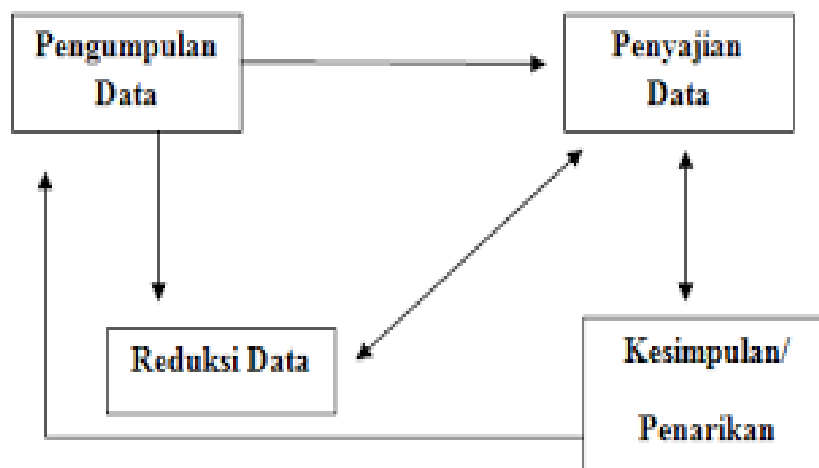 Pengumpulan
Data
Penyajian
Data
Reduksi Data
Kesimpulan/
Penarikan